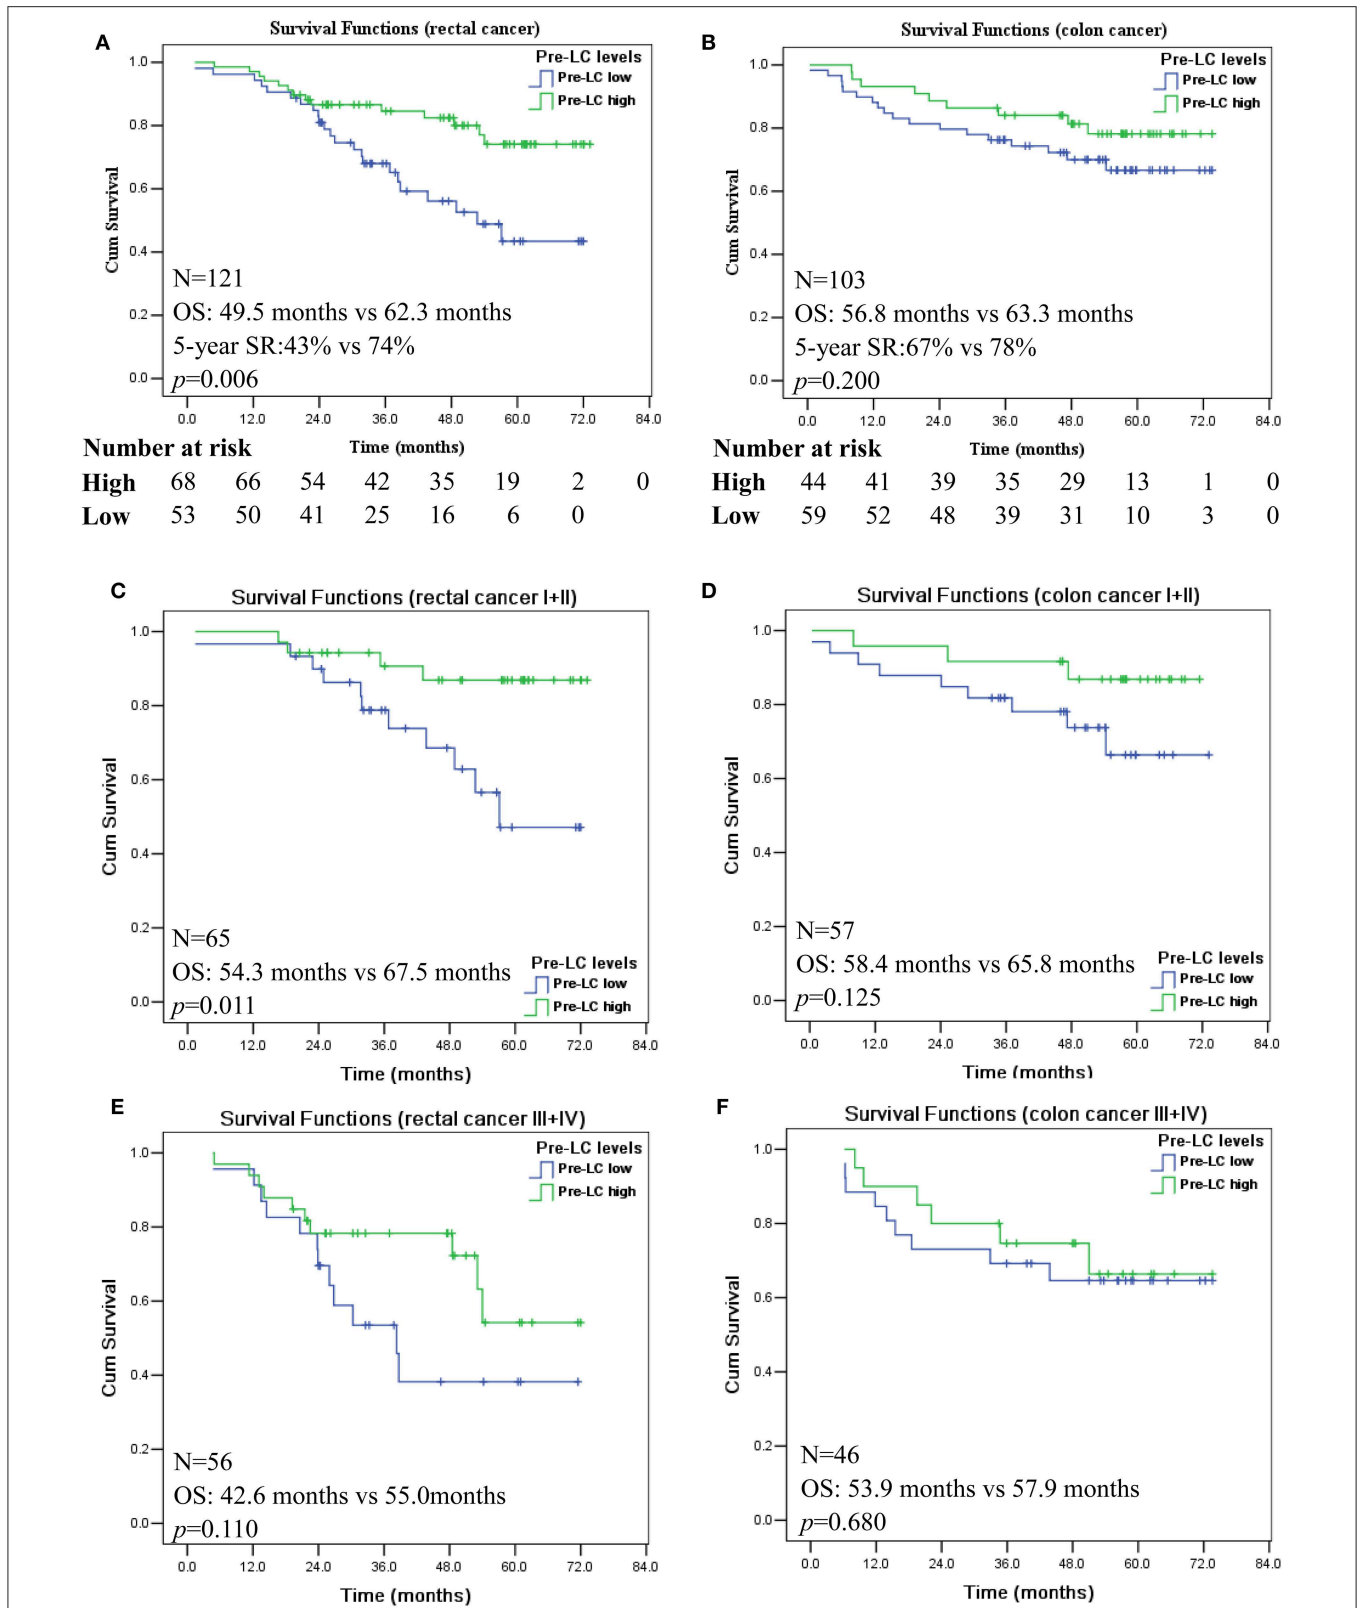 A
Survival Functions (rectal cancer)
Pre-LC levels
Pre-LC low
Pre-LC high
Cum Survival
1.0
0.8
0.6
0.4
0.2
0.0
N=121
OS: 49.5 months vs 62.3 months
5-year SR:43% vs 74%
p=0.006
0.0 12.0 24.0 36.0 48.0 60.0 72.0 84.0
Time (months)
Number at risk
High 68 66 54 42 35 19 2 0
Low 53 50 41 25 16 6 0
B
Survival Functions (colon cancer)
Pre-LC levels
Pre-LC low
Pre-LC high
Cum Survival
1.0
0.8
0.6
0.4
0.2
0.0
N=103
OS: 56.8 months vs 63.3 months
5-year SR:67% vs 78%
p=0.200
0.0 12.0 24.0 36.0 48.0 60.0 72.0 84.0
Time (months)
Number at risk
High 44 41 39 35 29 13 1 0
Low 59 52 48 39 31 10 3 0
C
Survival Functions (rectal cancer I+II)
Cum Survival
1.0
0.8
0.6
0.4
0.2
0.0
N=65
OS: 54.3 months vs 67.5 months
p=0.011
Pre-LC levels
Pre-LC low
Pre-LC high
0.0 12.0 24.0 36.0 48.0 60.0 72.0 84.0
Time (months)
D
Survival Functions (colon cancer I+II)
Cum Survival
1.0
0.8
0.6
0.4
0.2
0.0
N=57
OS: 58.4 months vs 65.8 months
p=0.125
Pre-LC levels
Pre-LC low
Pre-LC high
0.0 12.0 24.0 36.0 48.0 60.0 72.0 84.0
Time (months)
E
Survival Functions (rectal cancer III+IV)
Pre-LC levels
Pre-LC low
Pre-LC high
Cum Survival
1.0
0.8
0.6
0.4
0.2
0.0
N=56
OS: 42.6 months vs 55.0months
p=0.110
0.0 12.0 24.0 36.0 48.0 60.0 72.0 84.0
Time (months)
F
Survival Functions (colon cancer III+IV)
Pre-LC levels
Pre-LC low
Pre-LC high
Cum Survival
1.0
0.8
0.6
0.4
0.2
0.0
N=46
OS: 53.9 months vs 57.9 months
p=0.680
0.0 12.0 24.0 36.0 48.0 60.0 72.0 84.0
Time (months)